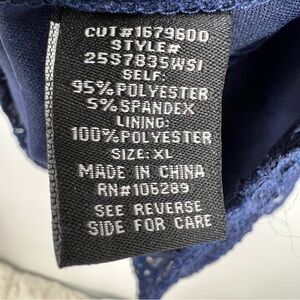 CUT#1679600
STYLE#
25S7835WSI
SELF:
95%POLYESTER
5%SPANDEX
LINING:
100%POLYESTER
SIZE: XL
MADE IN CHINA
RN#106289
SEE REVERSE
SIDE FOR CARE